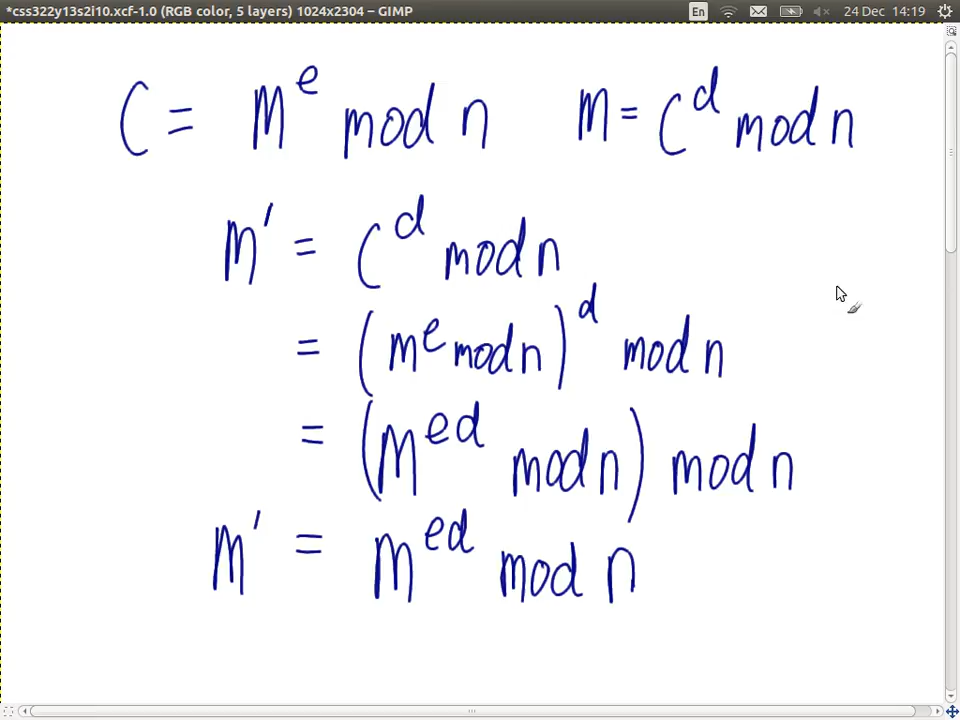 *css322y13s2i10.xcf-1.0 (RGB color, 5 layers) 1024x2304 – GIMP En 24 Dec 14:19
C = M^e mod n M = C^d mod n
M' = C^d mod n
= (M^e mod n)^d mod n
= (M^ed mod n) mod n
M' = M^ed mod n